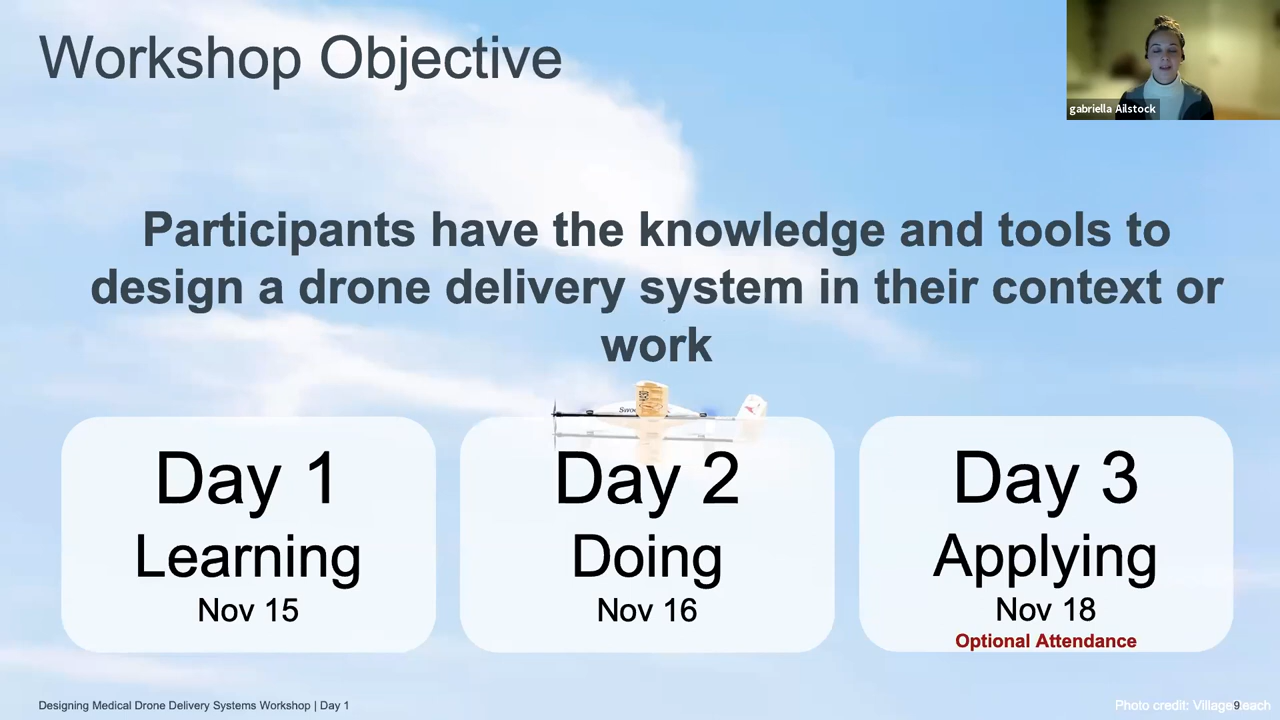 Workshop Objective
gabriella Ailstock
Participants have the knowledge and tools to
design a drone delivery system in their context or
work
Day 1
Learning
Nov 15
Day 2
Doing
Nov 16
Day 3
Applying
Nov 18
Optional Attendance
Designing Medical Drone Delivery Systems Workshop | Day 1
Photo credit: VillageReach
9